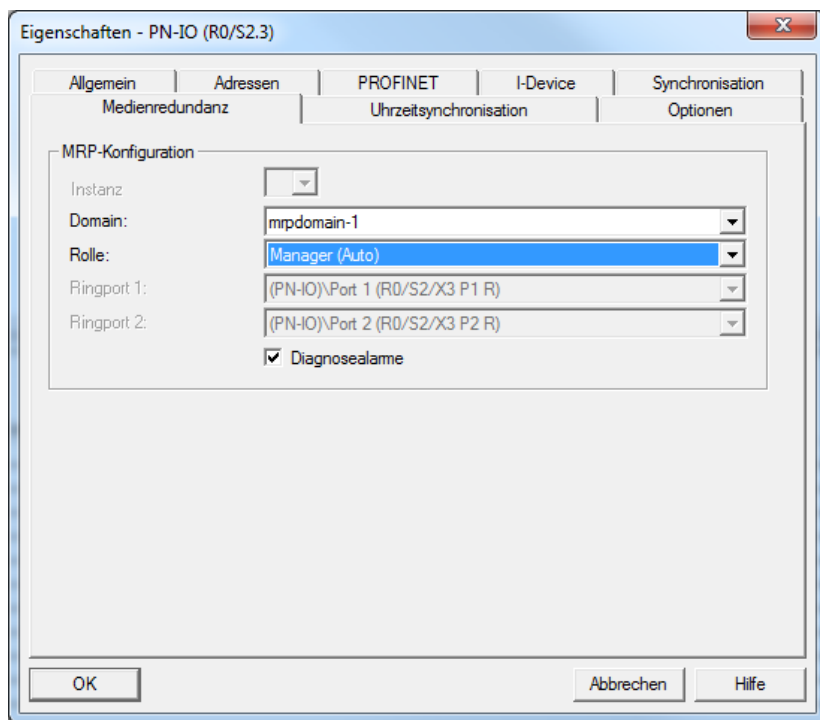 Eigenschaften - PN-IO (R0/S2.3)
Allgemein Adressen PROFINET I-Device Synchronisation
Medienredundanz Uhrzeitsynchronisation Optionen
MRP-Konfiguration
Instanz
Domain: mrpdomain-1
Rolle: Manager (Auto)
Ringport 1: (PN-IO)\Port 1 (R0/S2/X3 P1 R)
Ringport 2: (PN-IO)\Port 2 (R0/S2/X3 P2 R)
Diagnosealarme
OK Abbrechen Hilfe